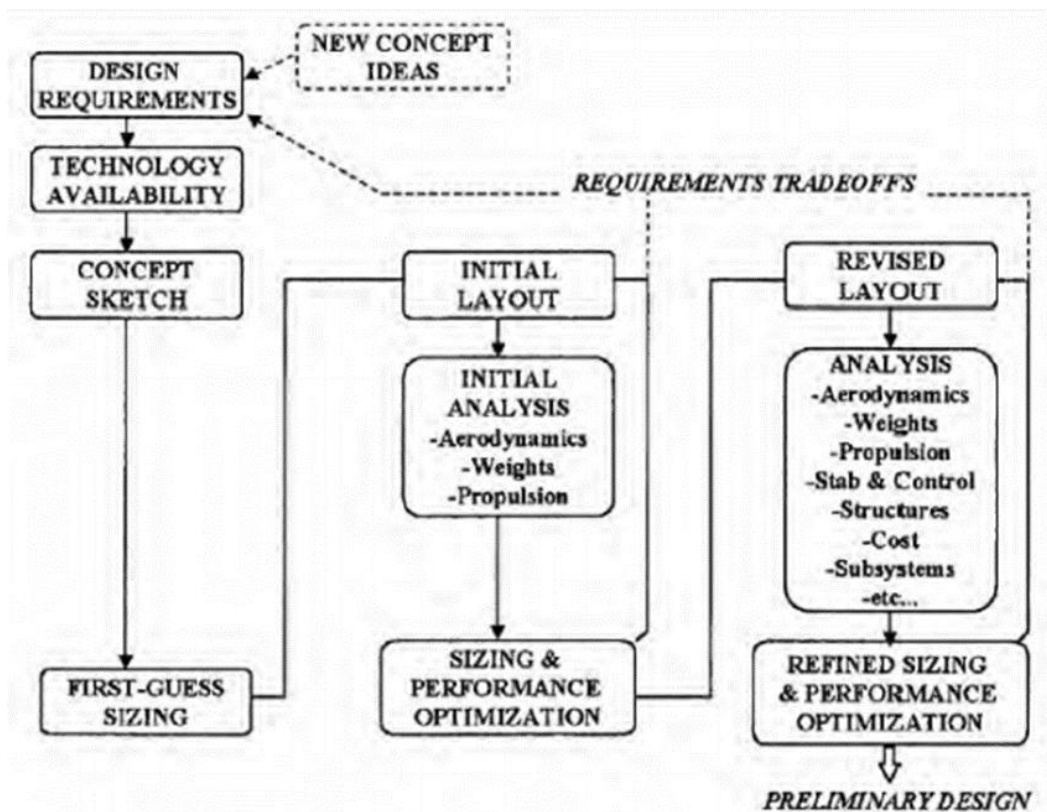 NEW CONCEPT
IDEAS
DESIGN
REQUIREMENTS
TECHNOLOGY
AVAILABILITY
REQUIREMENTS TRADEOFFS
CONCEPT
SKETCH
FIRST-GUESS
SIZING
INITIAL
LAYOUT
INITIAL
ANALYSIS
-Aerodynamics
-Weights
-Propulsion
SIZING &
PERFORMANCE
OPTIMIZATION
REVISED
LAYOUT
ANALYSIS
-Aerodynamics
-Weights
-Propulsion
-Stab & Control
-Structures
-Cost
-Subsystems
-etc...
REFINED SIZING
& PERFORMANCE
OPTIMIZATION
PRELIMINARY DESIGN